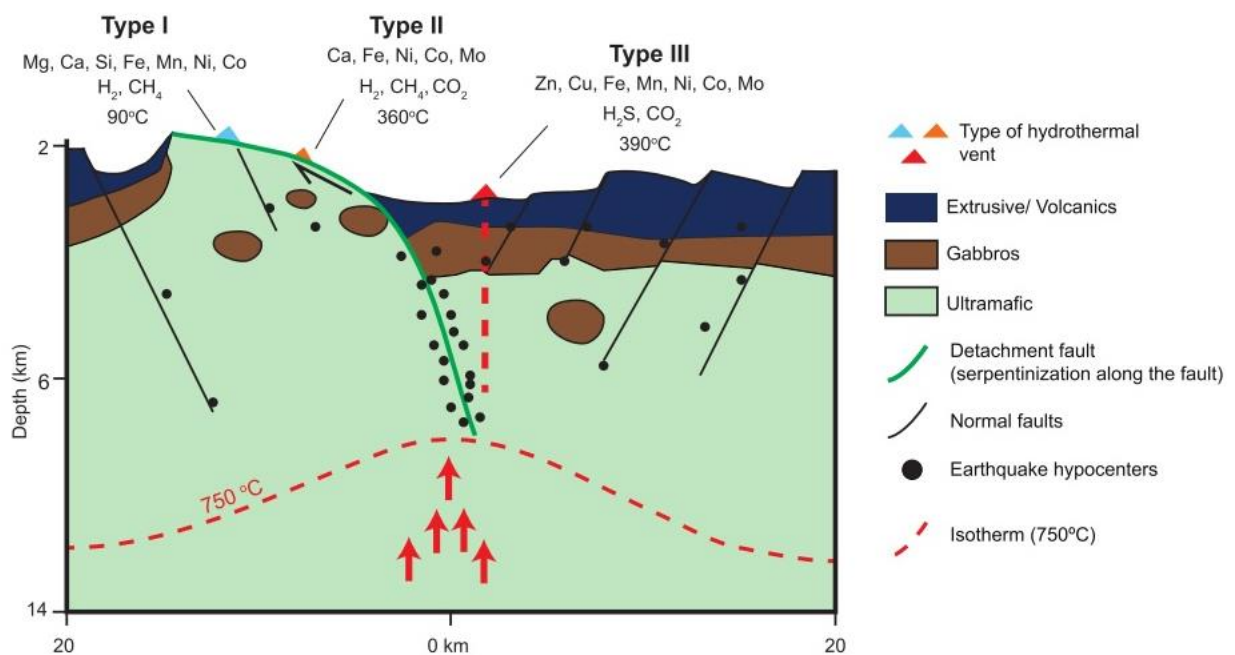 Type I
Mg, Ca, Si, Fe, Mn, Ni, Co
H₂, CH₄
90°C
Type II
Ca, Fe, Ni, Co, Mo
H₂, CH₄, CO₂
360°C
Type III
Zn, Cu, Fe, Mn, Ni, Co, Mo
H₂S, CO₂
390°C
2
6
14
Depth (km)
750 °C
20
0 km
20
Type of hydrothermal
vent
Extrusive/ Volcanics
Gabbros
Ultramafic
Detachment fault
(serpentinization along the fault)
Normal faults
Earthquake hypocenters
Isotherm (750ºC)